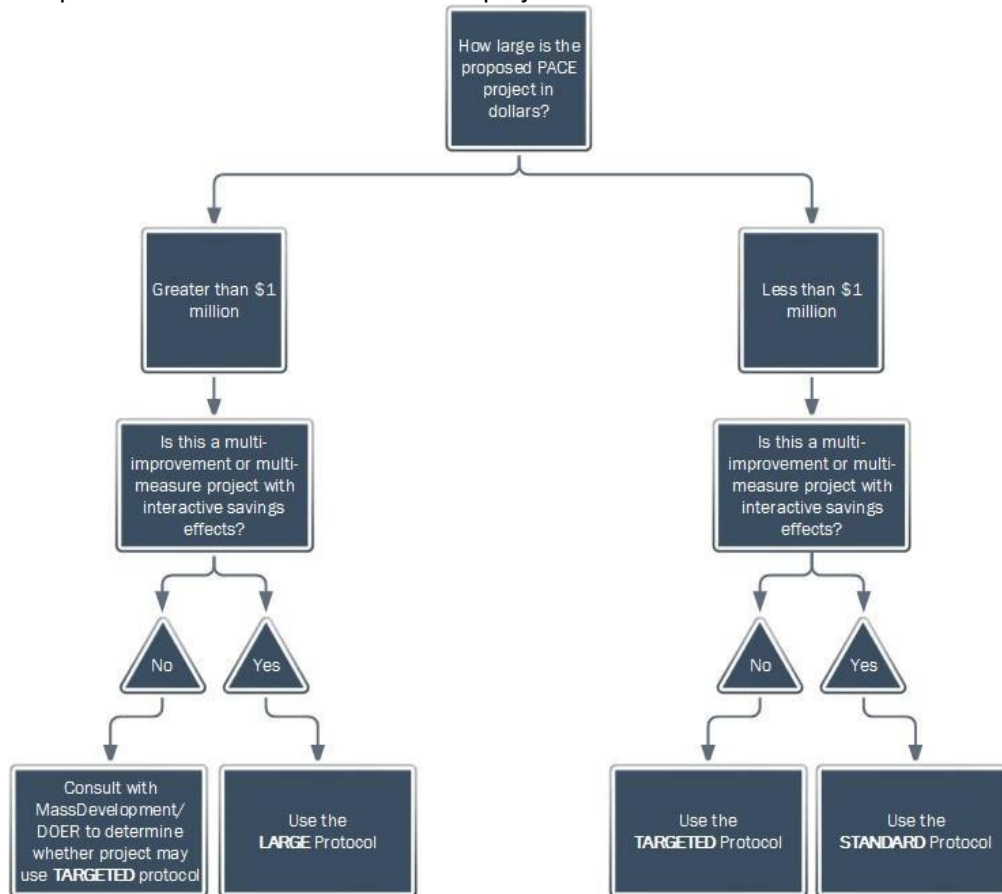 How large is the
proposed PACE
project in
dollars?
Greater than $1
million
Less than $1
million
Is this a multi-
improvement or multi-
measure project with
interactive savings
effects?
Is this a multi-
improvement or multi-
measure project with
interactive savings
effects?
No
Yes
No
Yes
Consult with
MassDevelopment/
DOER to determine
whether project may
use TARGETED protocol
Use the
LARGE Protocol
Use the
TARGETED Protocol
Use the
STANDARD Protocol